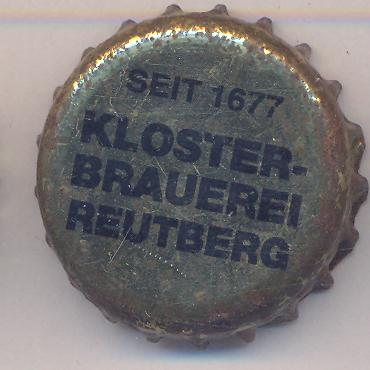 SEIT 1677
KLOSTER-
BRAUEREI
REUTBERG